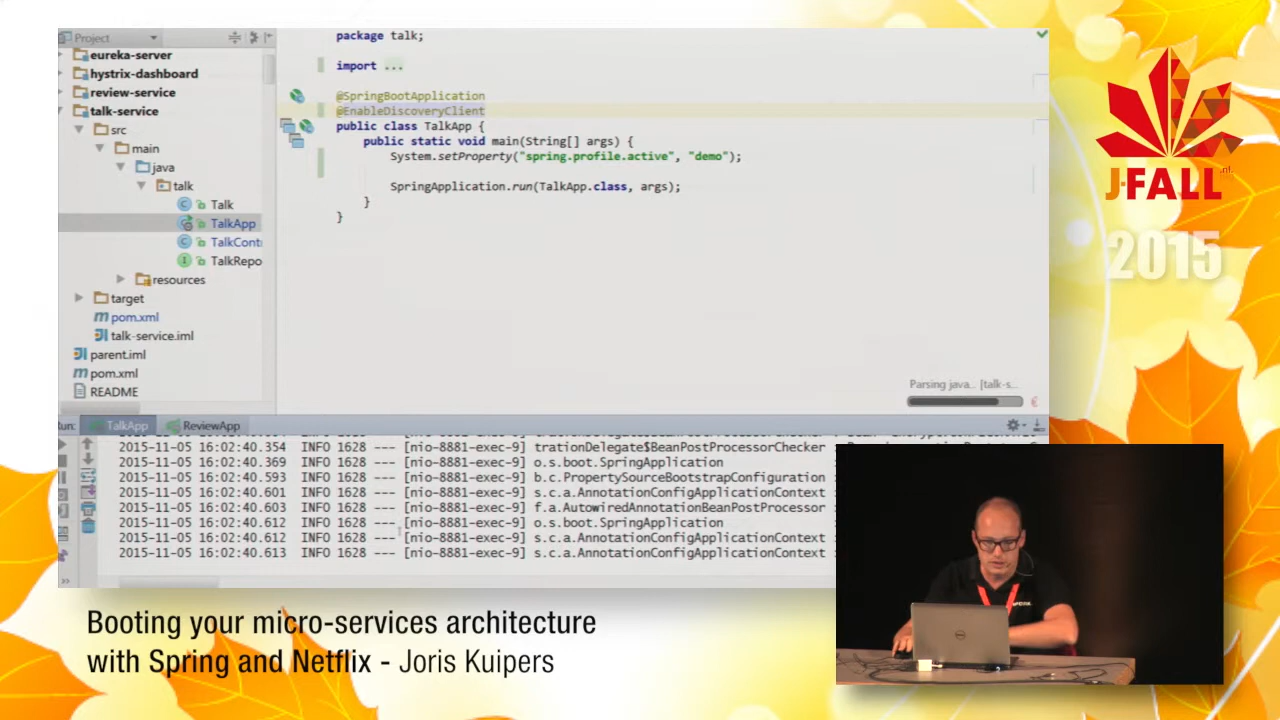 Project
eureka-server
hystrix-dashboard
review-service
talk-service
src
main
java
talk
Talk
TalkApp
TalkCont
TalkRepo
resources
target
pom.xml
talk-service.iml
parent.iml
pom.xml
README
package talk;
import ...
@SpringBootApplication
@EnableDiscoveryClient
public class TalkApp {
public static void main(String[] args) {
System.setProperty("spring.profile.active", "demo");
SpringApplication.run(TalkApp.class, args);
}
}
Parsing java... [talk-s...
Run: TalkApp ReviewApp
2015-11-05 16:02:40.354 INFO 1628 --- [nio-8881-exec-9] trationDelegate$BeanPostProcessorChecker :
2015-11-05 16:02:40.369 INFO 1628 --- [nio-8881-exec-9] o.s.boot.SpringApplication
2015-11-05 16:02:40.593 INFO 1628 --- [nio-8881-exec-9] b.c.PropertySourceBootstrapConfiguration :
2015-11-05 16:02:40.601 INFO 1628 --- [nio-8881-exec-9] s.c.a.AnnotationConfigApplicationContext :
2015-11-05 16:02:40.603 INFO 1628 --- [nio-8881-exec-9] f.a.AutowiredAnnotationBeanPostProcessor :
2015-11-05 16:02:40.612 INFO 1628 --- [nio-8881-exec-9] o.s.boot.SpringApplication :
2015-11-05 16:02:40.612 INFO 1628 --- [nio-8881-exec-9] s.c.a.AnnotationConfigApplicationContext :
2015-11-05 16:02:40.613 INFO 1628 --- [nio-8881-exec-9] s.c.a.AnnotationConfigApplicationContext :
J-FALL.nl
2015
Booting your micro-services architecture
with Spring and Netflix - Joris Kuipers